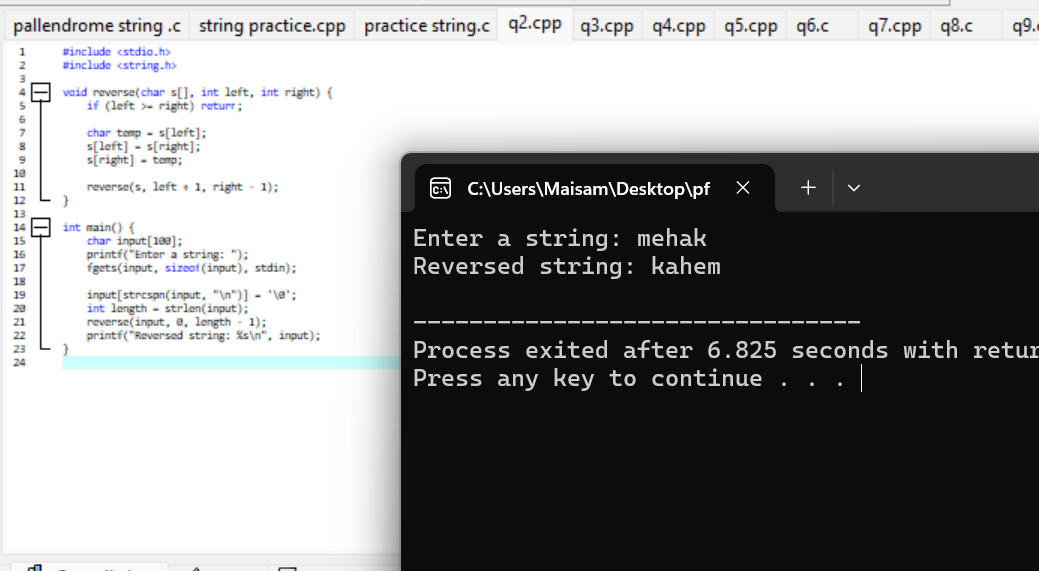 pallendrome string .c string practice.cpp practice string.c q2.cpp q3.cpp q4.cpp q5.cpp q6.c q7.cpp q8.c q9.
1 #include <stdio.h>
2 #include <string.h>
3
4 void reverse(char s[], int left, int right) {
5 if (left >= right) return;
6
7 char temp = s[left];
8 s[left] = s[right];
9 s[right] = temp;
10
11 reverse(s, left + 1, right - 1);
12 }
13
14 int main() {
15 char input[100];
16 printf("Enter a string: ");
17 fgets(input, sizeof(input), stdin);
18
19 input[strcspn(input, "\n")] = '\0';
20 int length = strlen(input);
21 reverse(input, 0, length - 1);
22 printf("Reversed string: %s\n", input);
23 }
24
C:\Users\Maisam\Desktop\pf
Enter a string: mehak
Reversed string: kahem
--------------------------------
Process exited after 6.825 seconds with retur
Press any key to continue . . .